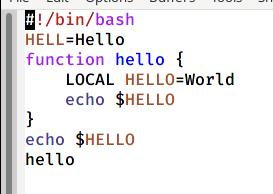 #!/bin/bash
HELL=Hello
function hello {
    LOCAL HELLO=World
    echo $HELLO
}
echo $HELLO
hello